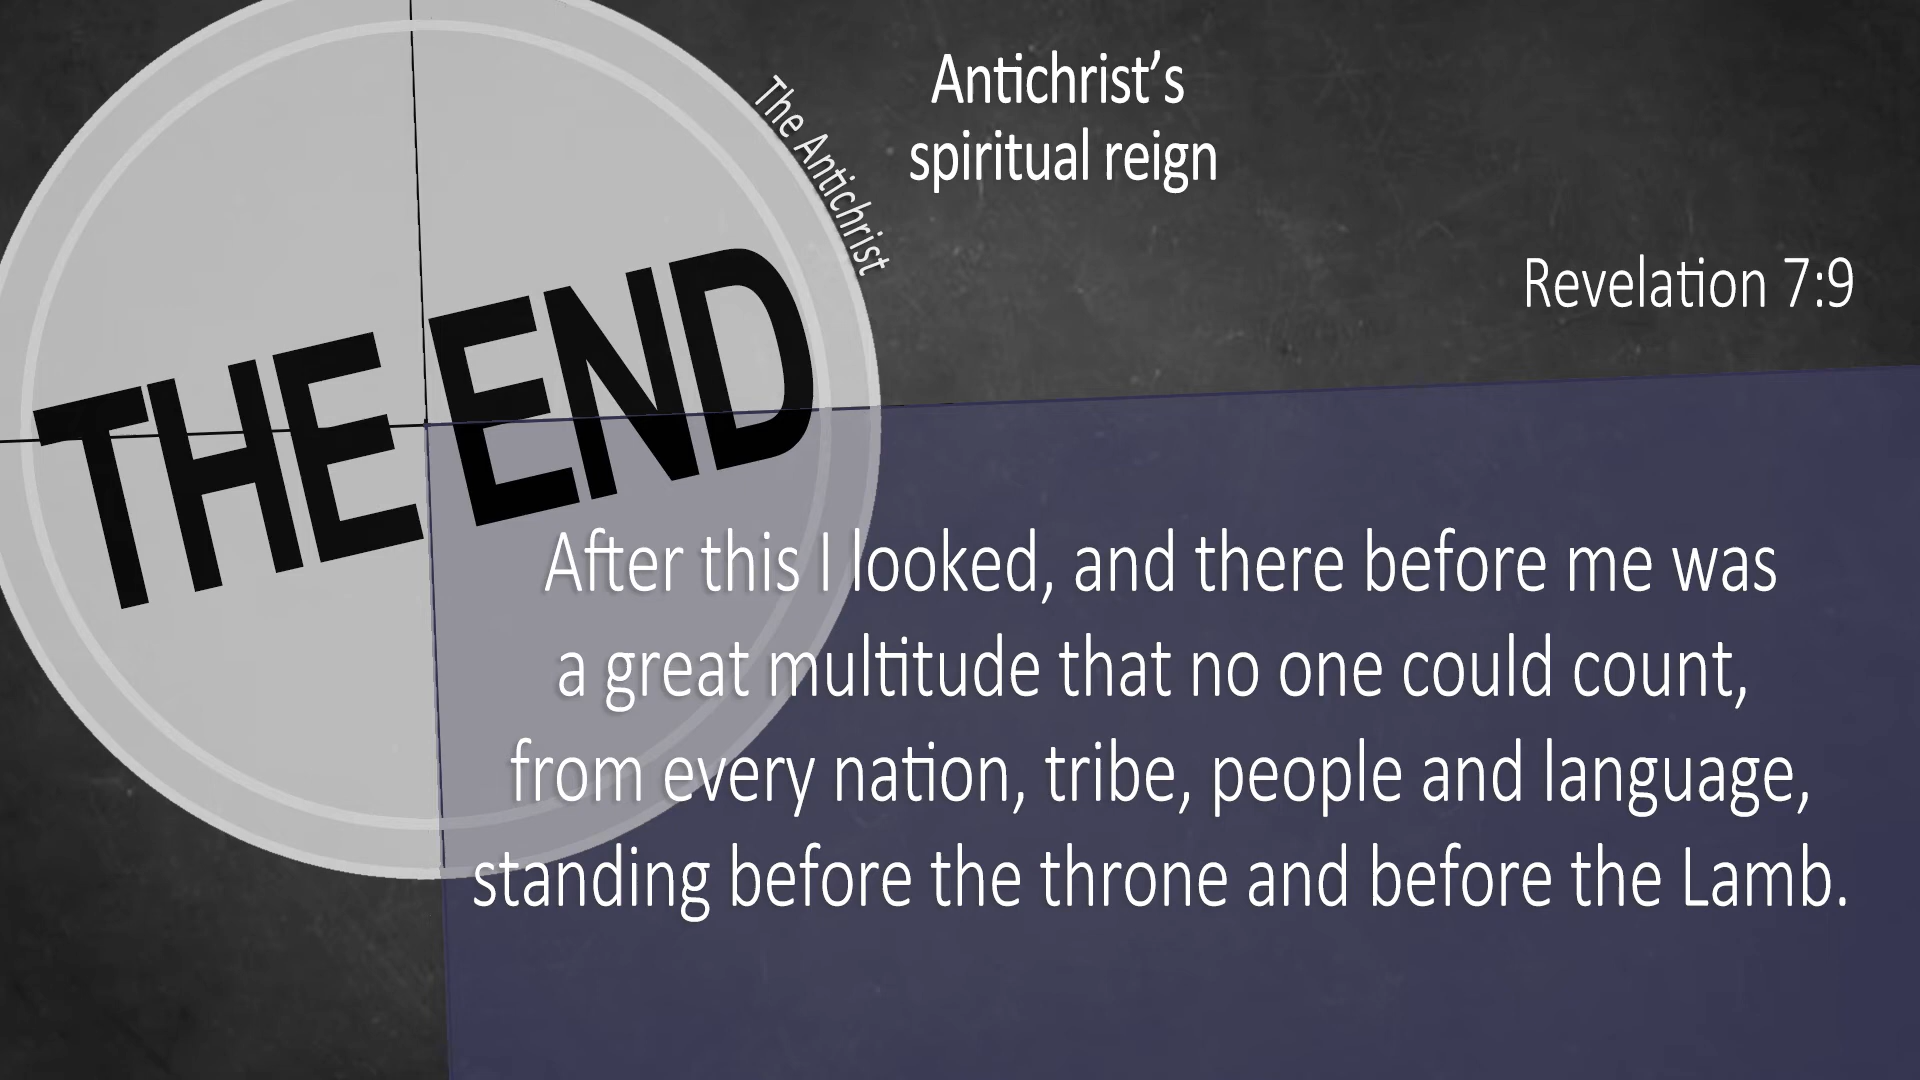 THE END
The Antichrist
Antichrist’s
spiritual reign
Revelation 7:9
After this I looked, and there before me was
a great multitude that no one could count,
from every nation, tribe, people and language,
standing before the throne and before the Lamb.